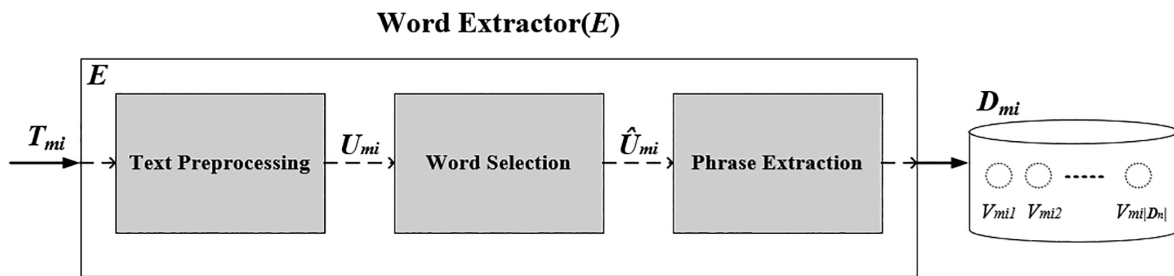 Word Extractor(E)
E
T_mi
Text Preprocessing
U_mi
Word Selection
Û_mi
Phrase Extraction
D_mi
V_mi1 V_mi2 V_mi|D_n|